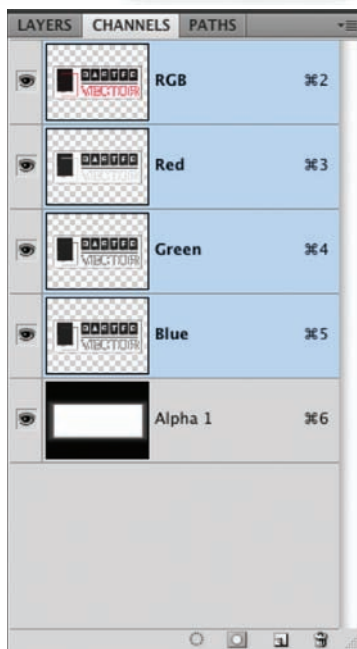 LAYERS CHANNELS PATHS
RGB ⌘2
Red ⌘3
Green ⌘4
Blue ⌘5
Alpha 1 ⌘6